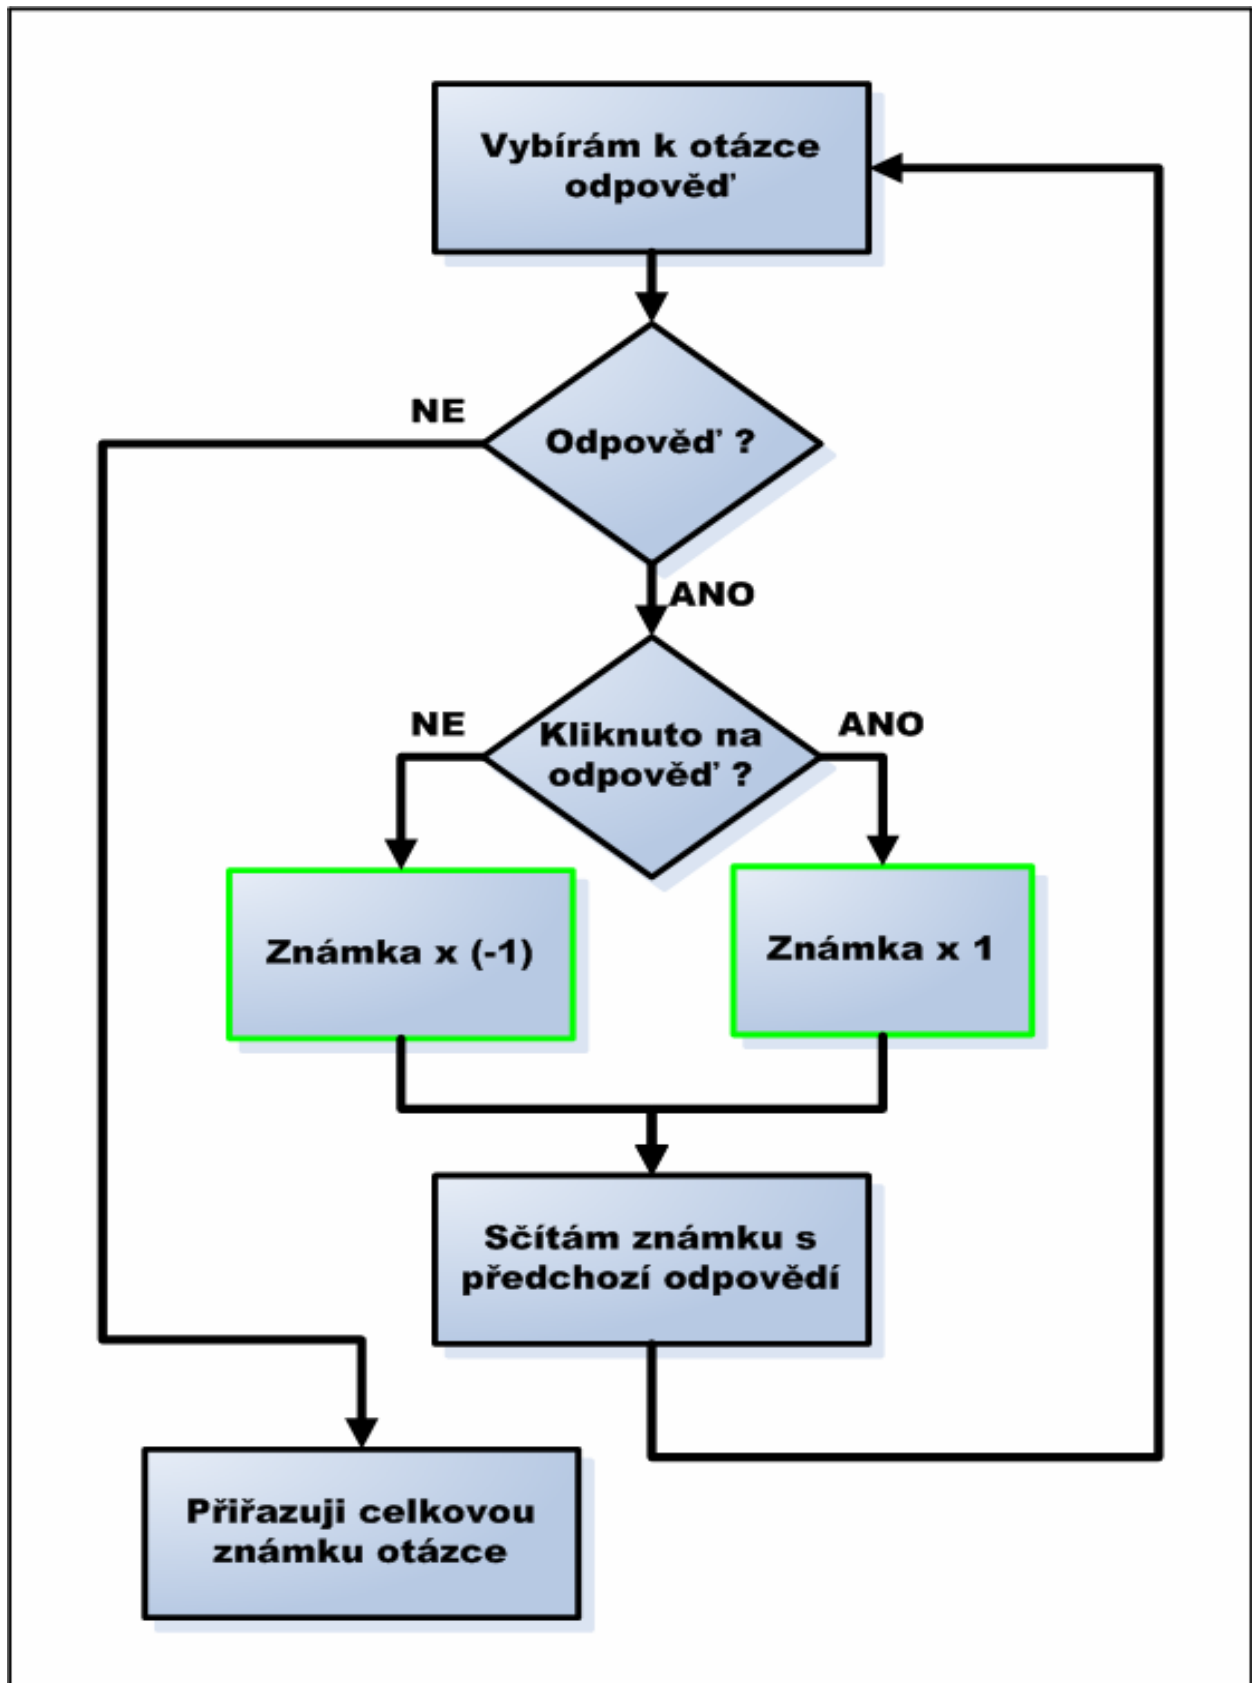 Vybírám k otázce
odpověď
NE
Odpověď ?
ANO
NE
Kliknuto na
odpověď ?
ANO
Známka x (-1)
Známka x 1
Sčítám známku s
předchozí odpovědí
Přiřazuji celkovou
známku otázce